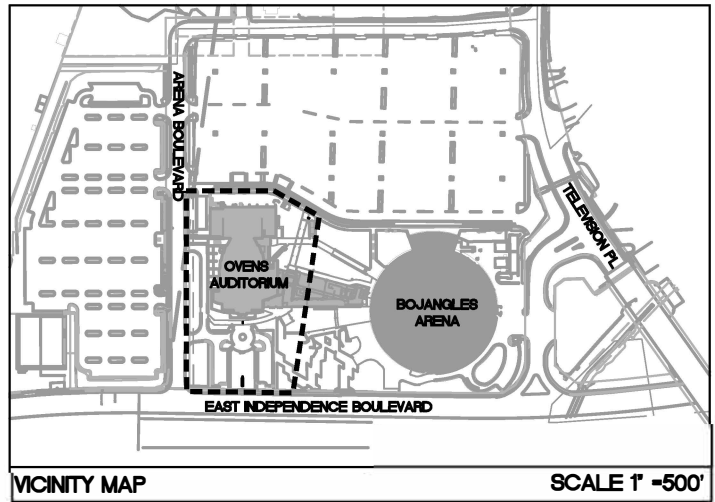 ARENA BOULEVARD
TELEVISION PL
OVENS
AUDITORIUM
BOJANGLES
ARENA
EAST INDEPENDENCE BOULEVARD
VICINITY MAP
SCALE 1" =500'